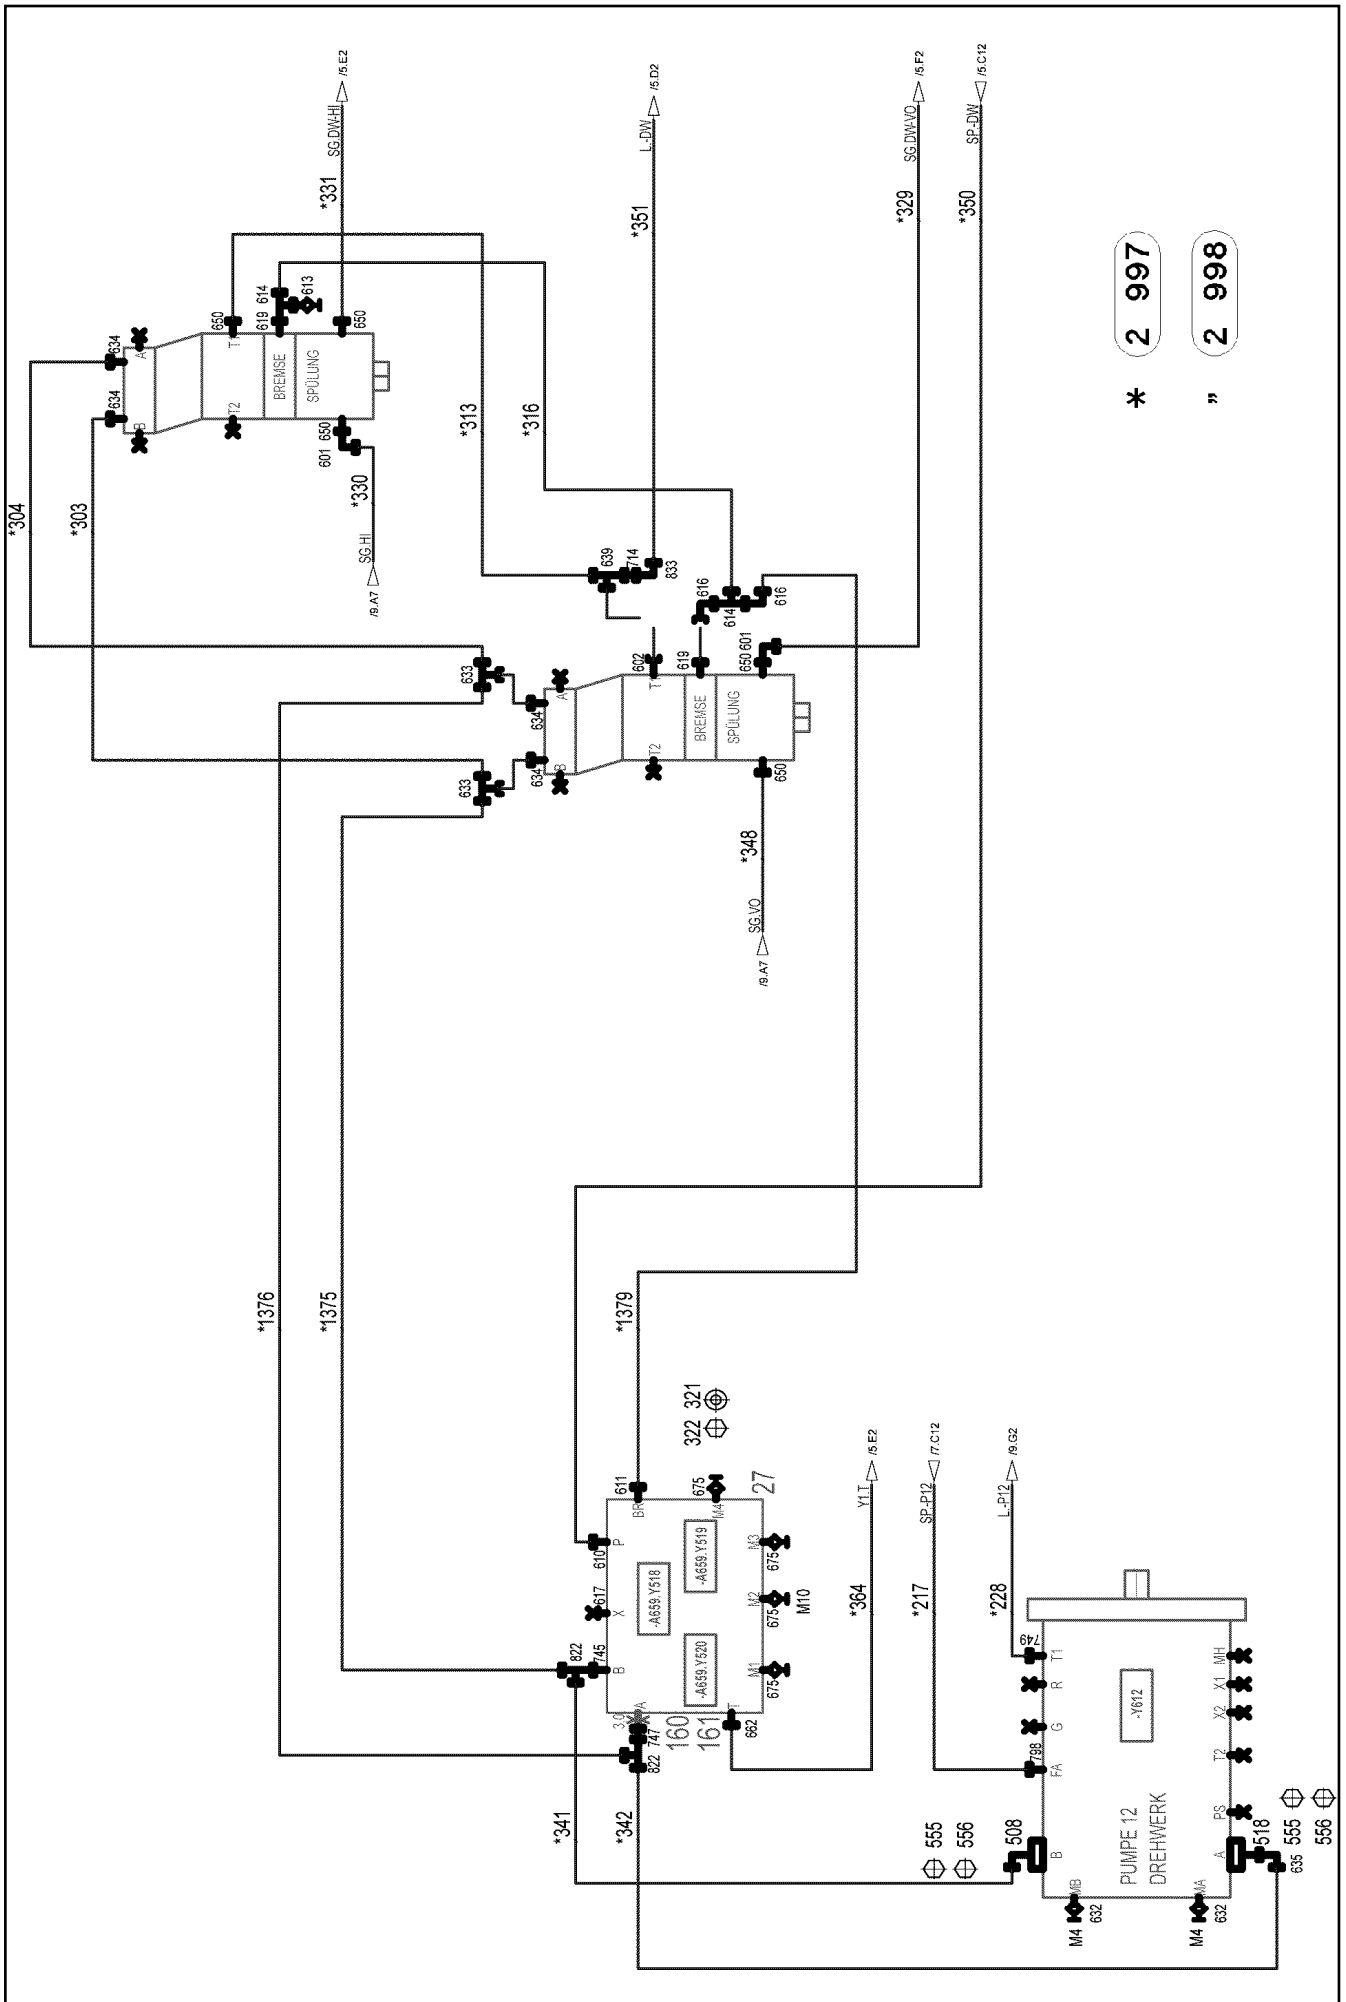 *304
*303
634
634
B
A
T2
T1
BREMSE
SPÜLUNG
650
619
614
613
650
650
601
*331
SG.DW-HI
/5.E2
*330
SG.HI
/9.A7
*313
*316
*351
L.-DW
/5.D2
*329
SG.DW-VO
/5.F2
*350
SP.-DW
/5.C12
* 2 997
" 2 998
639
714
833
616
614
616
633
633
634
634
B
A
T2
T1
BREMSE
SPÜLUNG
602
619
650
601
650
*348
SG.VO
/9.A7
*1376
*1375
*1379
322
321
611
BR
610
P
617
X
822
745
B
3.0
A
747
822
160
161
T
662
-A659.Y518
-A659.Y519
-A659.Y520
M4
675
27
M3
675
M2
675
M10
M1
675
*364
Y1.T
/5.E2
*217
SP.-P12
/7.C12
*228
L.-P12
/9.G2
*341
*342
749
T1
R
G
798
FA
555
556
508
B
PUMPE 12
DREHWERK
-Y612
MH
X1
X2
T2
PS
A
518
635
555
556
MB
M4
632
MA
M4
632